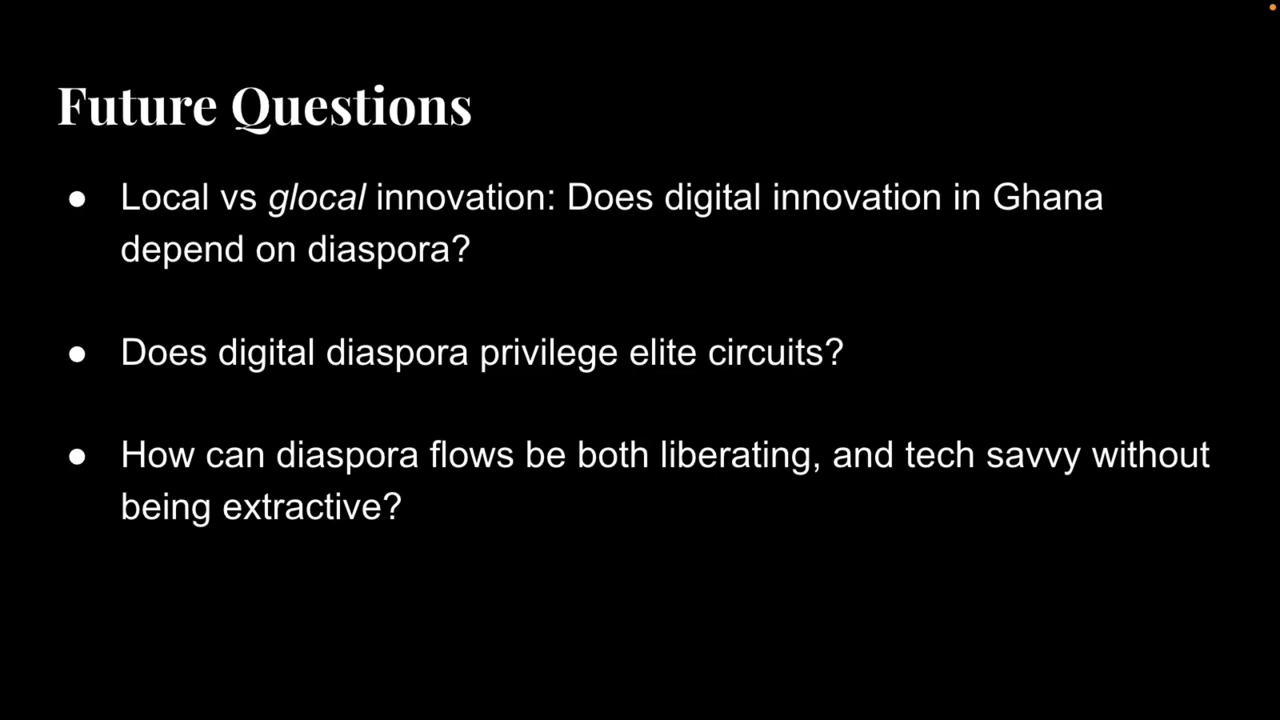 Future Questions
● Local vs glocal innovation: Does digital innovation in Ghana
depend on diaspora?
● Does digital diaspora privilege elite circuits?
● How can diaspora flows be both liberating, and tech savvy without
being extractive?